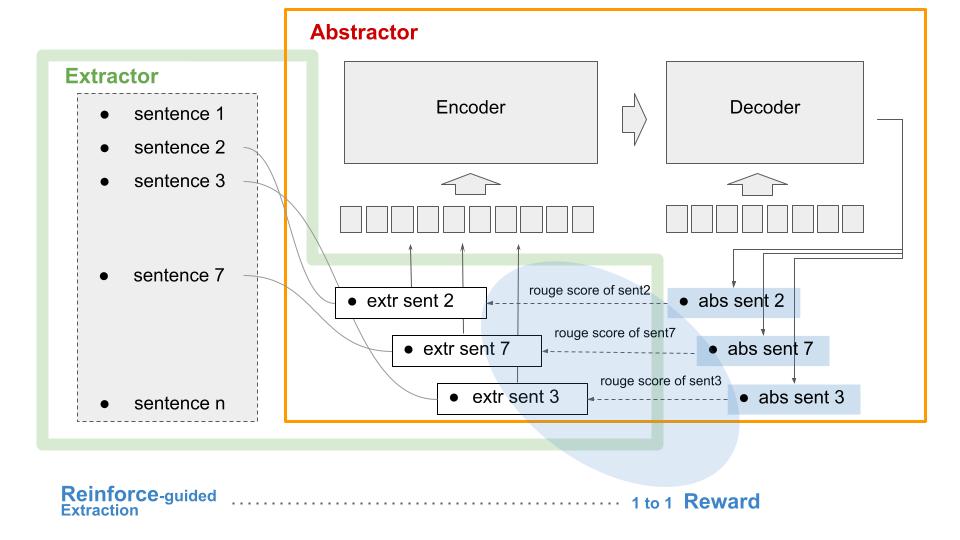 Abstractor
Extractor
Encoder
Decoder
● sentence 1
● sentence 2
● sentence 3
● sentence 7
● sentence n
rouge score of sent2
● extr sent 2
● abs sent 2
rouge score of sent7
● extr sent 7
● abs sent 7
rouge score of sent3
● extr sent 3
● abs sent 3
Reinforce-guided
Extraction
1 to 1 Reward